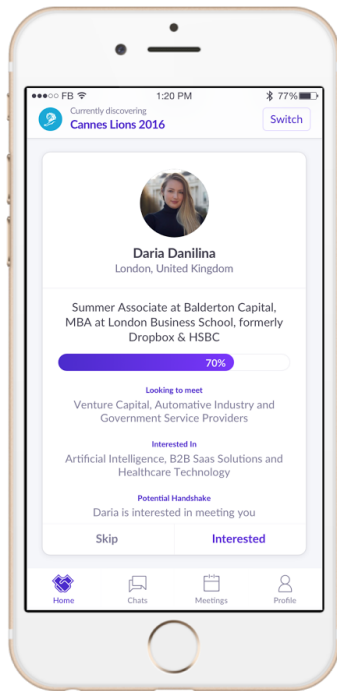 FB 1:20 PM 77%
Currently discovering
Cannes Lions 2016
Switch
Daria Danilina
London, United Kingdom
Summer Associate at Balderton Capital,
MBA at London Business School, formerly
Dropbox & HSBC
70%
Looking to meet
Venture Capital, Automative Industry and
Government Service Providers
Interested In
Artificial Intelligence, B2B Saas Solutions and
Healthcare Technology
Potential Handshake
Daria is interested in meeting you
Skip Interested
Home Chats Meetings Profile